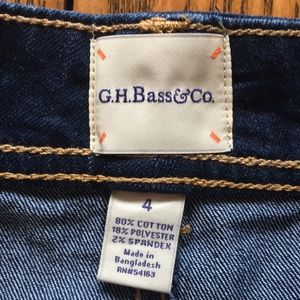 G.H.Bass&Co.
4
80% COTTON
18% POLYESTER
2% SPANDEX
Made in
Bangladesh
RN#54163